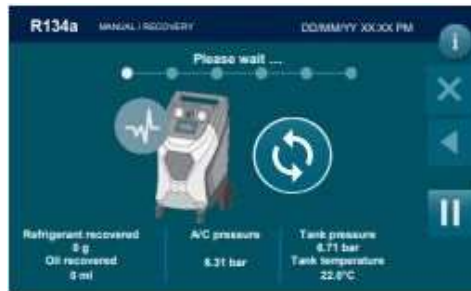 R134a MANUAL / RECOVERY DD/MM/YY XX:XX PM
Please wait ....
Refrigerant recovered
0 g
Oil recovered
0 ml
A/C pressure
6.31 bar
Tank pressure
6.71 bar
Tank temperature
22.0°C